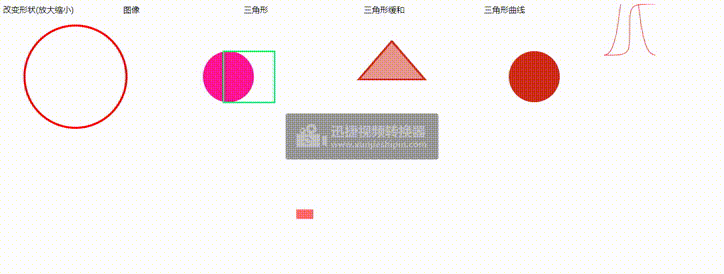 改变形状(放大缩小)
图像
三角形
三角形缓和
三角形曲线
迅捷视频转换器
www.xunjieshipin.com